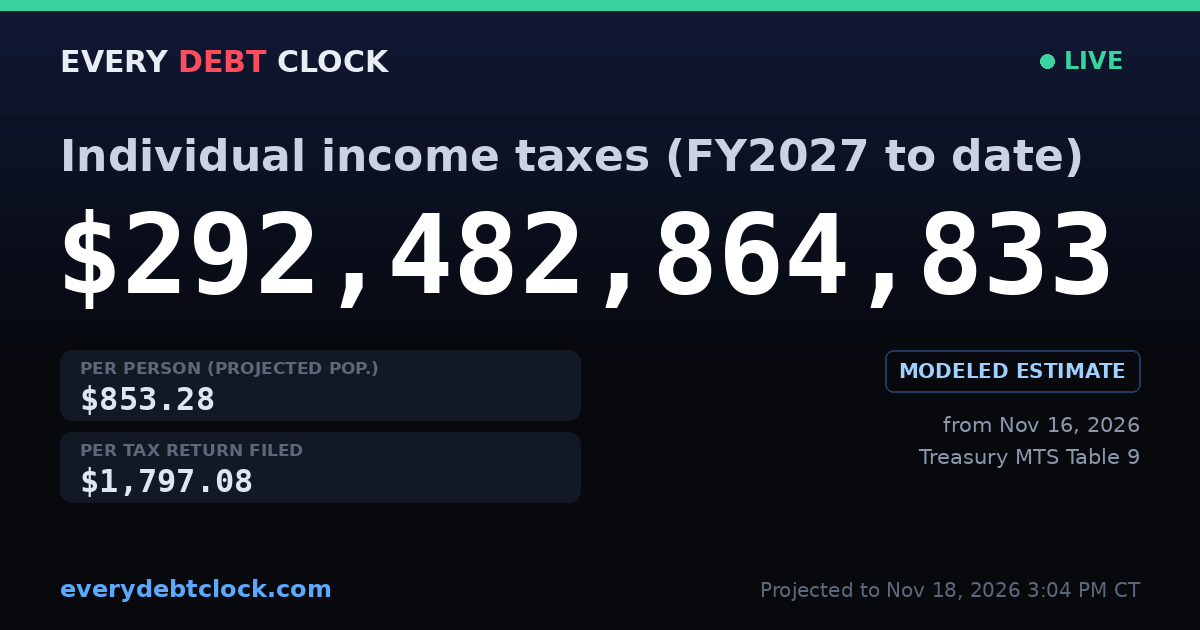 EVERY DEBT CLOCK
LIVE
Individual income taxes (FY2027 to date)
$292,482,864,833
PER PERSON (PROJECTED POP.)
$853.28
PER TAX RETURN FILED
$1,797.08
MODELED ESTIMATE
from Nov 16, 2026
Treasury MTS Table 9
everydebtclock.com
Projected to Nov 18, 2026 3:04 PM CT